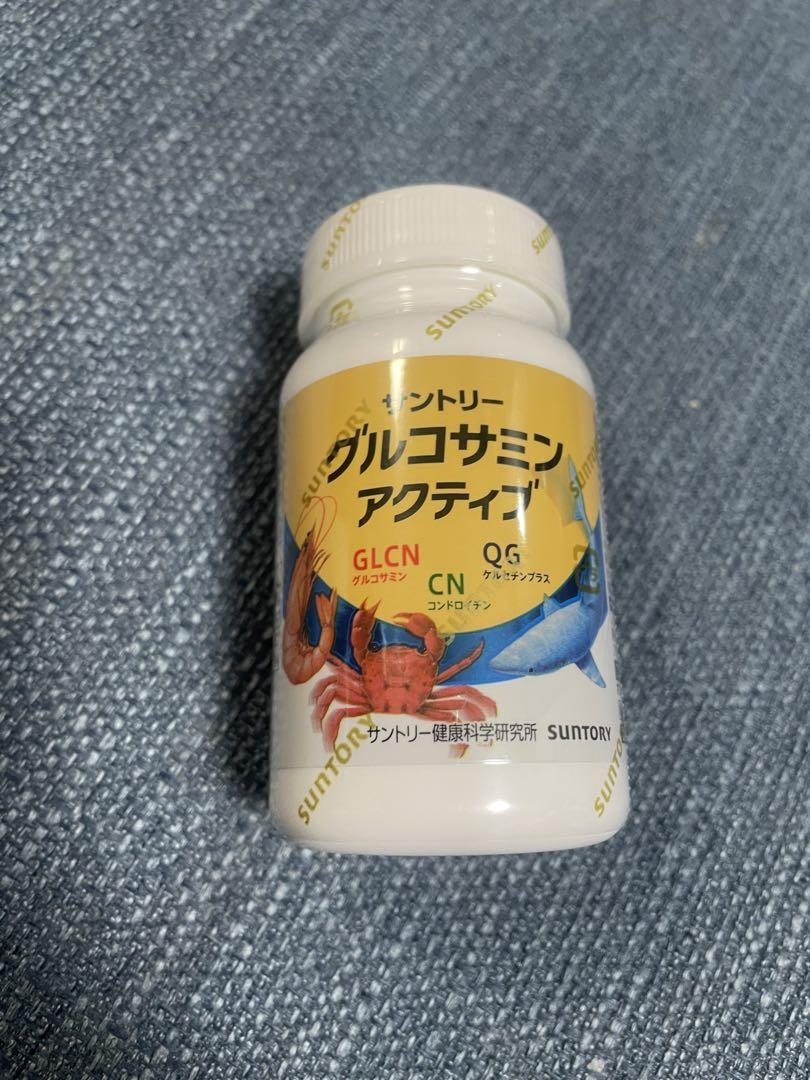 サントリー
グルコサミン
アクティブ
GLCN
グルコサミン
CN
コンドロイチン
QG
ケルセチンプラス
サントリー健康科学研究所 SUNTORY
SUNTORY
SUNTORY
SUNTORY
SUNTORY